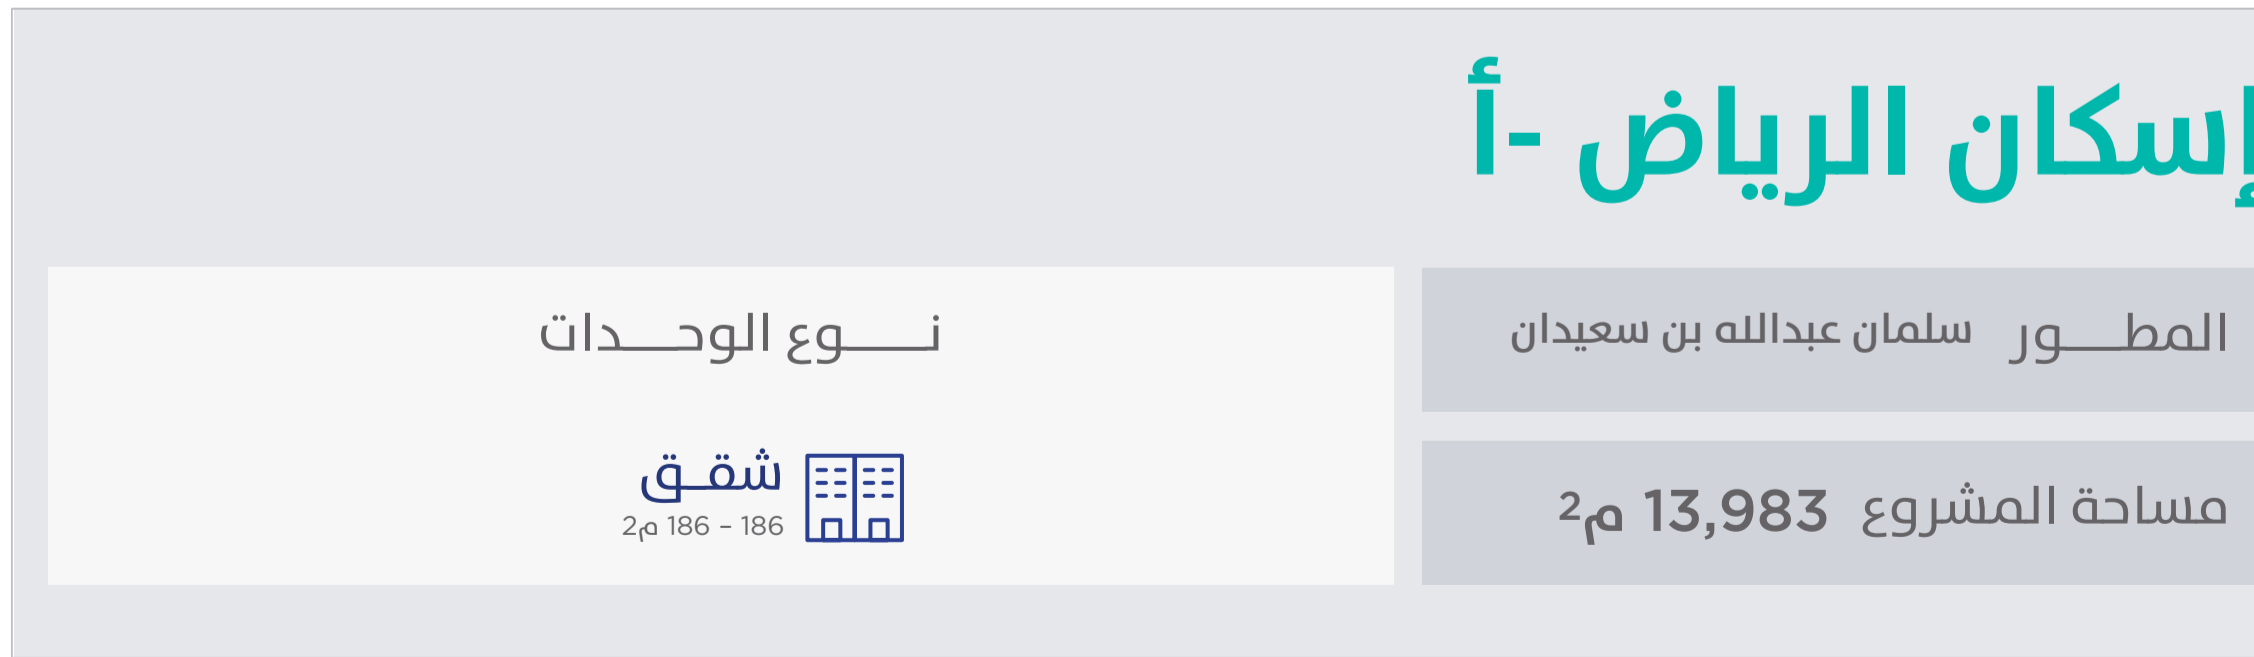 إسكان الرياض -أ
المطـــور سلمان عبدالله بن سعيدان
مساحة المشروع 13,983 م2
نـــوع الوحـــدات
شقـق
186 – 186 م2